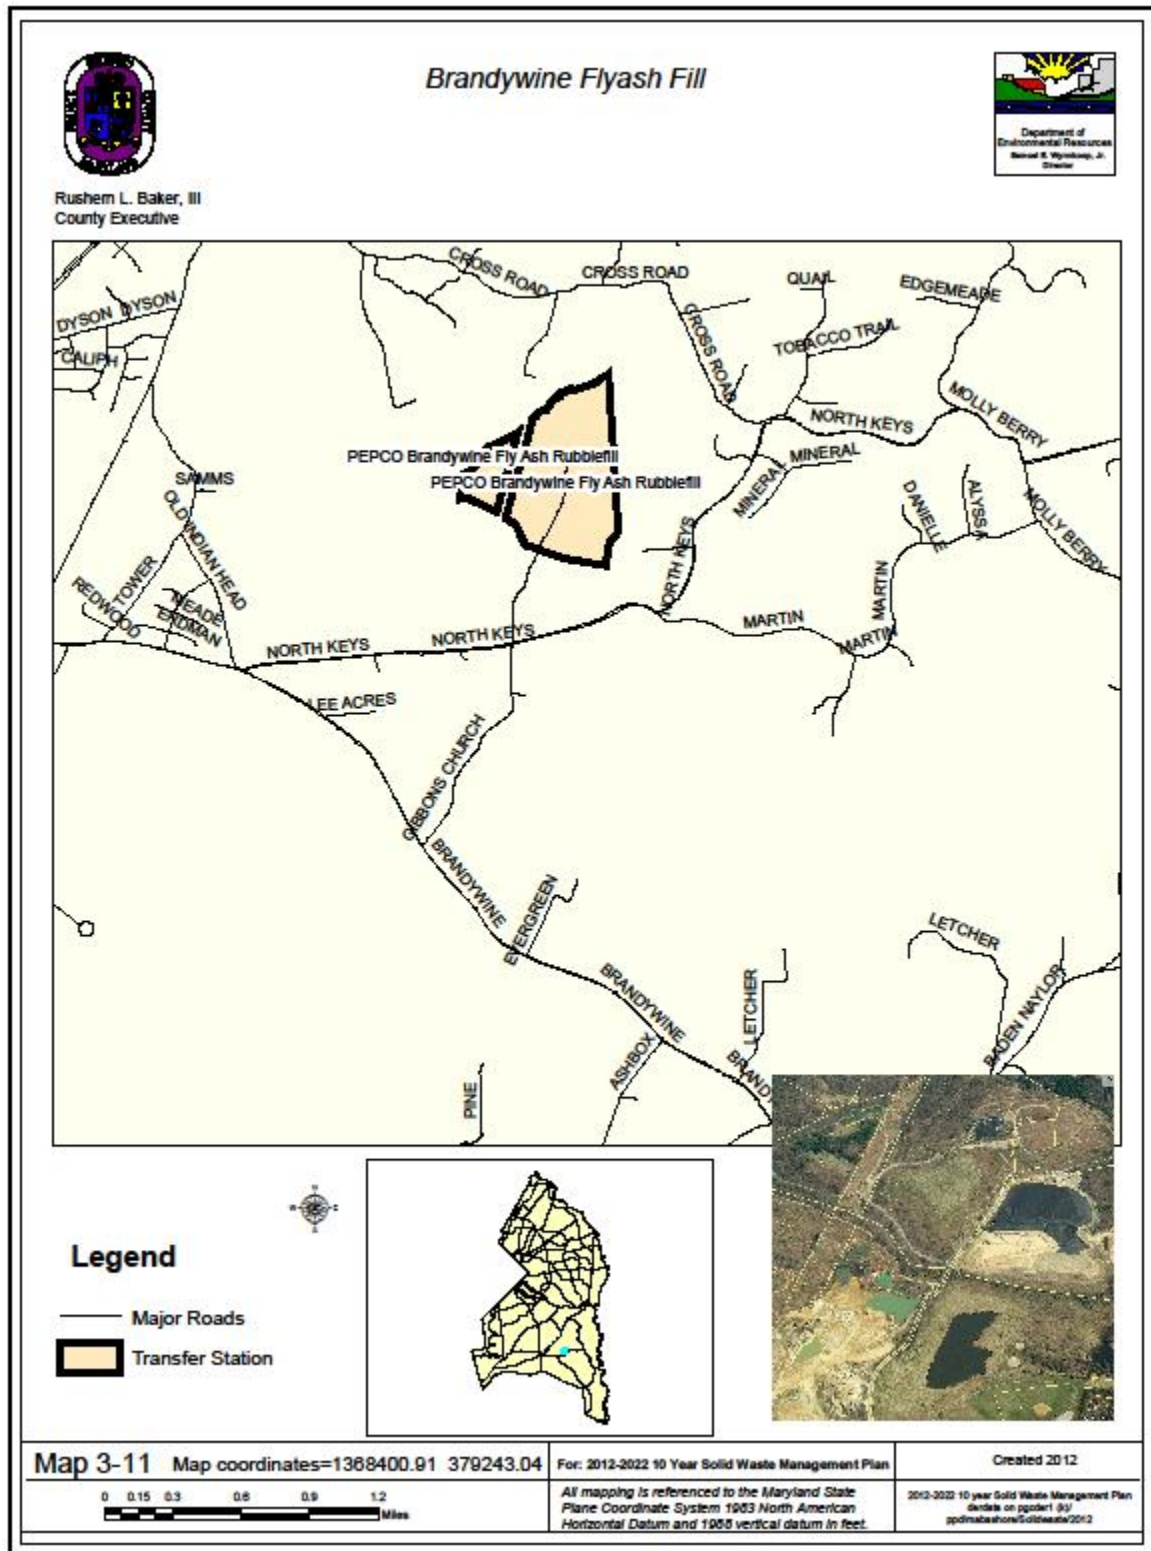 Brandywine Flyash Fill
Rushern L. Baker, III
County Executive
Department of
Environmental Resources
Director
CROSS ROAD
CROSS ROAD
CROSS ROAD
QUAIL
EDGEMEADE
DYSON DYSON
CALIPH
TOBACCO TRAIL
MOLLY BERRY
NORTH KEYS
PEPCO Brandywine Fly Ash Rubblefill
PEPCO Brandywine Fly Ash Rubblefill
MINERAL
MINERAL
SAMMS
OLD INDIAN HEAD
DANIELLE
ALYSSA
MOLLY BERRY
NORTH KEYS
TOWER
REDWOOD
MEADE
ERDMAN
MARTIN
MARTIN
MARTIN
NORTH KEYS
NORTH KEYS
LEE ACRES
GIBBONS CHURCH
BRANDYWINE
EVERGREEN
LETCHER
BRANDYWINE
LETCHER
BADEN NAYLOR
ASHBOX
PINE
Legend
Major Roads
Transfer Station
Map 3-11 Map coordinates=1368400.91 379243.04
0 0.15 0.3 0.6 0.9 1.2
Miles
For: 2012-2022 10 Year Solid Waste Management Plan
All mapping is referenced to the Maryland State
Plane Coordinate System 1983 North American
Horizontal Datum and 1988 vertical datum in feet.
Created 2012
2012-2022 10 year Solid Waste Management Plan